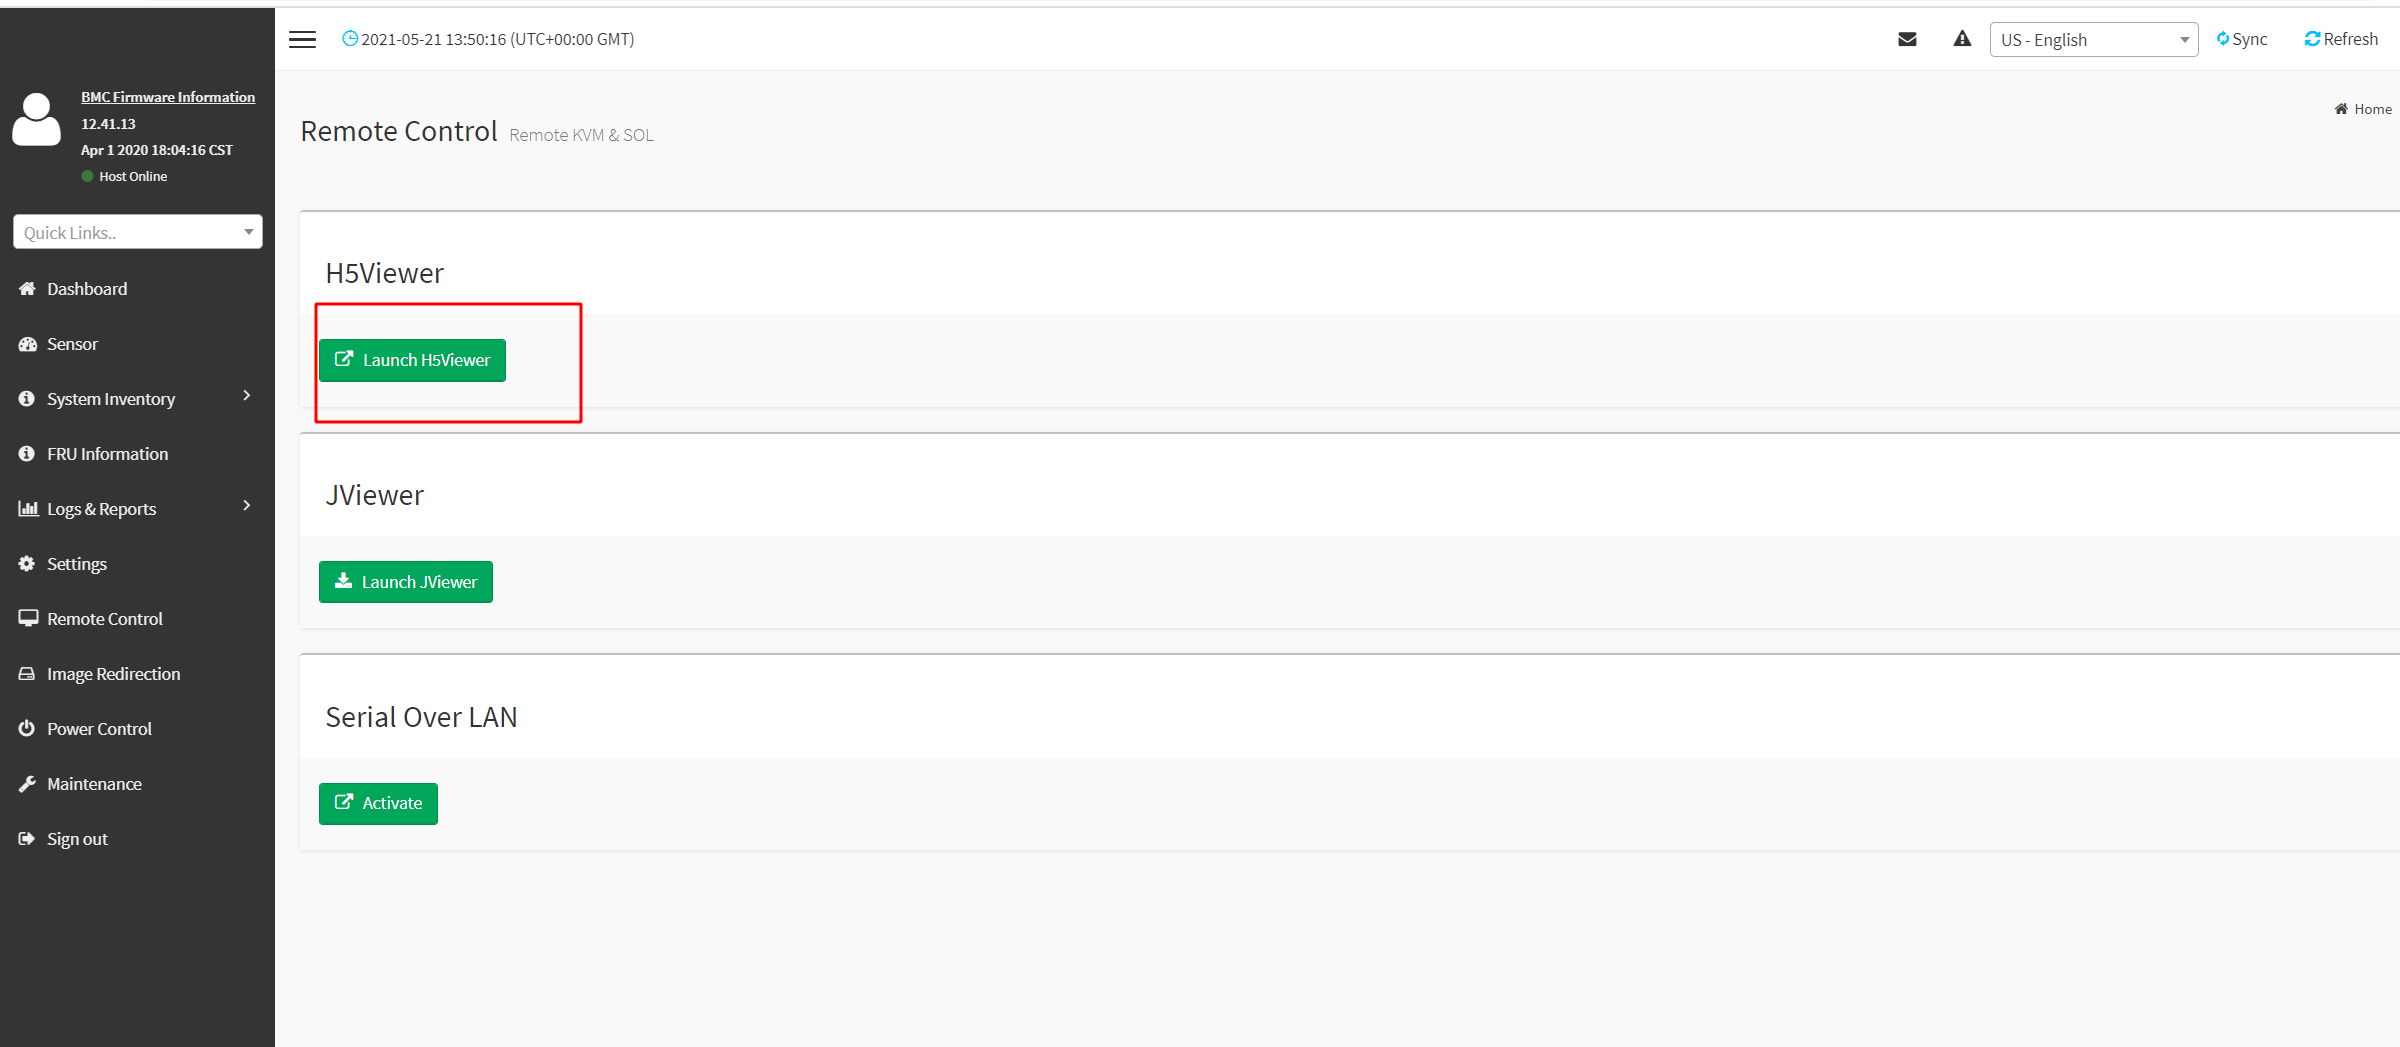 2021-05-21 13:50:16 (UTC+00:00 GMT)
US - English
Sync
Refresh
BMC Firmware Information
12.41.13
Apr 1 2020 18:04:16 CST
Host Online
Quick Links..
Dashboard
Sensor
System Inventory
FRU Information
Logs & Reports
Settings
Remote Control
Image Redirection
Power Control
Maintenance
Sign out
Home
Remote Control Remote KVM & SOL
H5Viewer
Launch H5Viewer
JViewer
Launch JViewer
Serial Over LAN
Activate